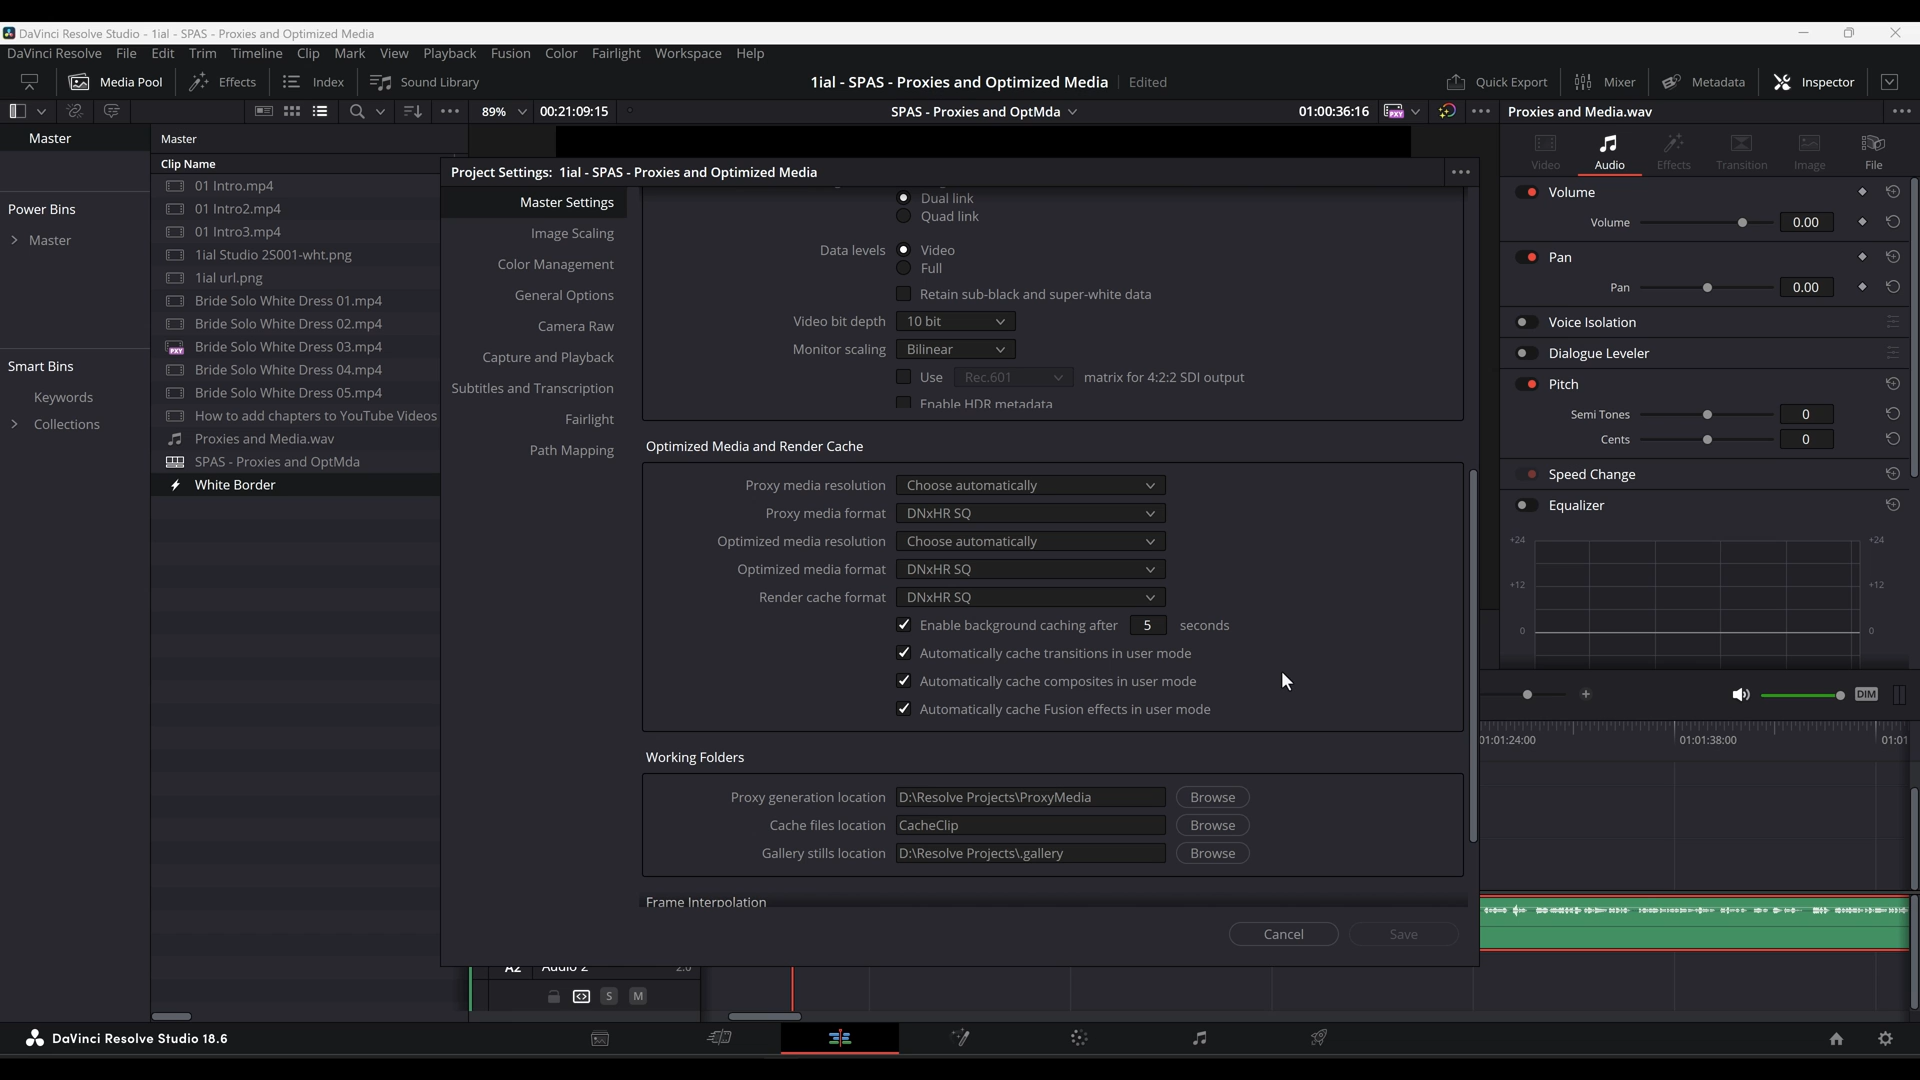 DaVinci Resolve Studio - 1ial - SPAS - Proxies and Optimized Media
DaVinci Resolve File Edit Trim Timeline Clip Mark View Playback Fusion Color Fairlight Workspace Help
Media Pool Effects Index Sound Library 1ial - SPAS - Proxies and Optimized Media Edited Quick Export Mixer Metadata Inspector
89% 00:21:09:15 SPAS - Proxies and OptMda 01:00:36:16 PXY Proxies and Media.wav
Master
Power Bins
Master
Smart Bins
Keywords
Collections
Master
Clip Name
01 Intro.mp4
01 Intro2.mp4
01 Intro3.mp4
1ial Studio 2S001-wht.png
1ial url.png
Bride Solo White Dress 01.mp4
Bride Solo White Dress 02.mp4
PXY Bride Solo White Dress 03.mp4
Bride Solo White Dress 04.mp4
Bride Solo White Dress 05.mp4
How to add chapters to YouTube Videos
Proxies and Media.wav
SPAS - Proxies and OptMda
White Border
Project Settings: 1ial - SPAS - Proxies and Optimized Media
Master Settings
Image Scaling
Color Management
General Options
Camera Raw
Capture and Playback
Subtitles and Transcription
Fairlight
Path Mapping
Dual link
Quad link
Data levels Video
Full
Retain sub-black and super-white data
Video bit depth 10 bit
Monitor scaling Bilinear
Use Rec.601 matrix for 4:2:2 SDI output
Enable HDR metadata
Optimized Media and Render Cache
Proxy media resolution Choose automatically
Proxy media format DNxHR SQ
Optimized media resolution Choose automatically
Optimized media format DNxHR SQ
Render cache format DNxHR SQ
Enable background caching after 5 seconds
Automatically cache transitions in user mode
Automatically cache composites in user mode
Automatically cache Fusion effects in user mode
Working Folders
Proxy generation location D:\Resolve Projects\ProxyMedia Browse
Cache files location CacheClip Browse
Gallery stills location D:\Resolve Projects\.gallery Browse
Frame Interpolation
Cancel Save
Video Audio Effects Transition Image File
Volume
Volume 0.00
Pan
Pan 0.00
Voice Isolation
Dialogue Leveler
Pitch
Semi Tones 0
Cents 0
Speed Change
Equalizer
+24 +24
+12 +12
0 0
DIM
01:01:24:00 01:01:38:00 01:01
A2 Audio 2 2.0
S M
DaVinci Resolve Studio 18.6